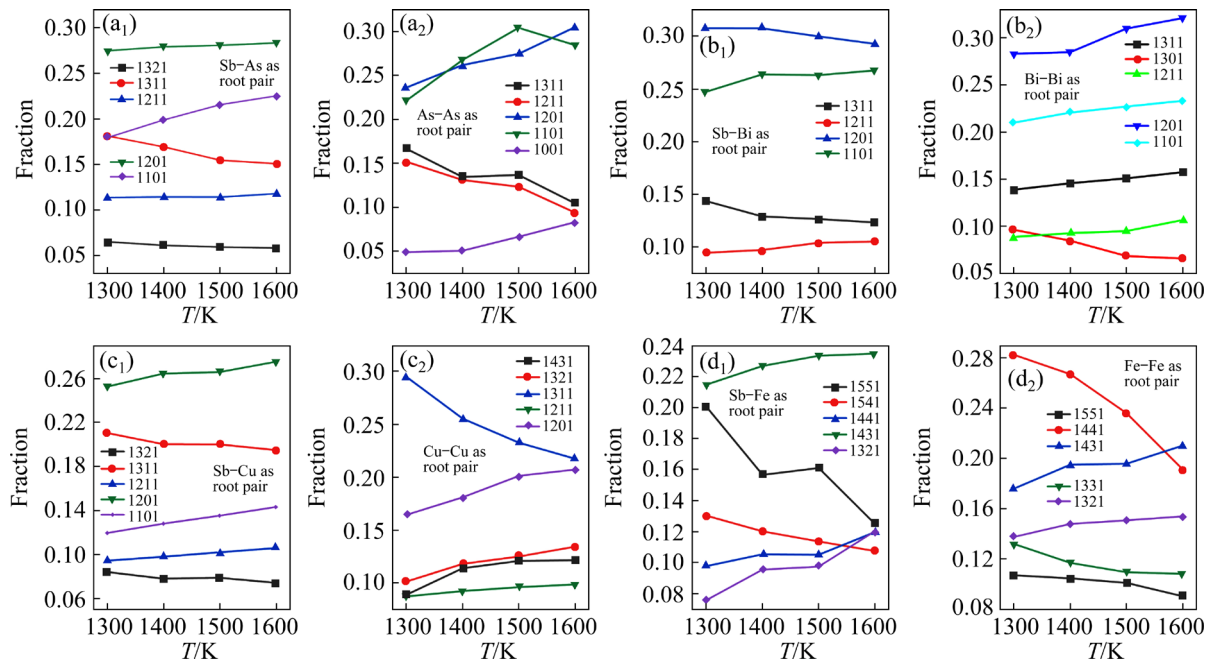 (a1)
Fraction
0.30
0.25
0.20
0.15
0.10
0.05
Sb−As as
root pair
1321
1311
1211
1201
1101
1300 1400 1500 1600
T/K
(a2)
Fraction
0.30
0.25
0.20
0.15
0.10
0.05
As−As as
root pair
1311
1211
1201
1101
1001
1300 1400 1500 1600
T/K
(b1)
Fraction
0.30
0.25
0.20
0.15
0.10
Sb−Bi as
root pair
1311
1211
1201
1101
1300 1400 1500 1600
T/K
(b2)
Fraction
0.30
0.25
0.20
0.15
0.10
0.05
Bi−Bi as
root pair
1311
1301
1211
1201
1101
1300 1400 1500 1600
T/K
(c1)
Fraction
0.26
0.22
0.18
0.14
0.10
0.06
Sb−Cu as
root pair
1321
1311
1211
1201
1101
1300 1400 1500 1600
T/K
(c2)
Fraction
0.30
0.25
0.20
0.15
0.10
Cu−Cu as
root pair
1431
1321
1311
1211
1201
1300 1400 1500 1600
T/K
(d1)
Fraction
0.24
0.22
0.20
0.18
0.16
0.14
0.12
0.10
0.08
Sb−Fe as
root pair
1551
1541
1441
1431
1321
1300 1400 1500 1600
T/K
(d2)
Fraction
0.28
0.24
0.20
0.16
0.12
0.08
Fe−Fe as
root pair
1551
1441
1431
1331
1321
1300 1400 1500 1600
T/K